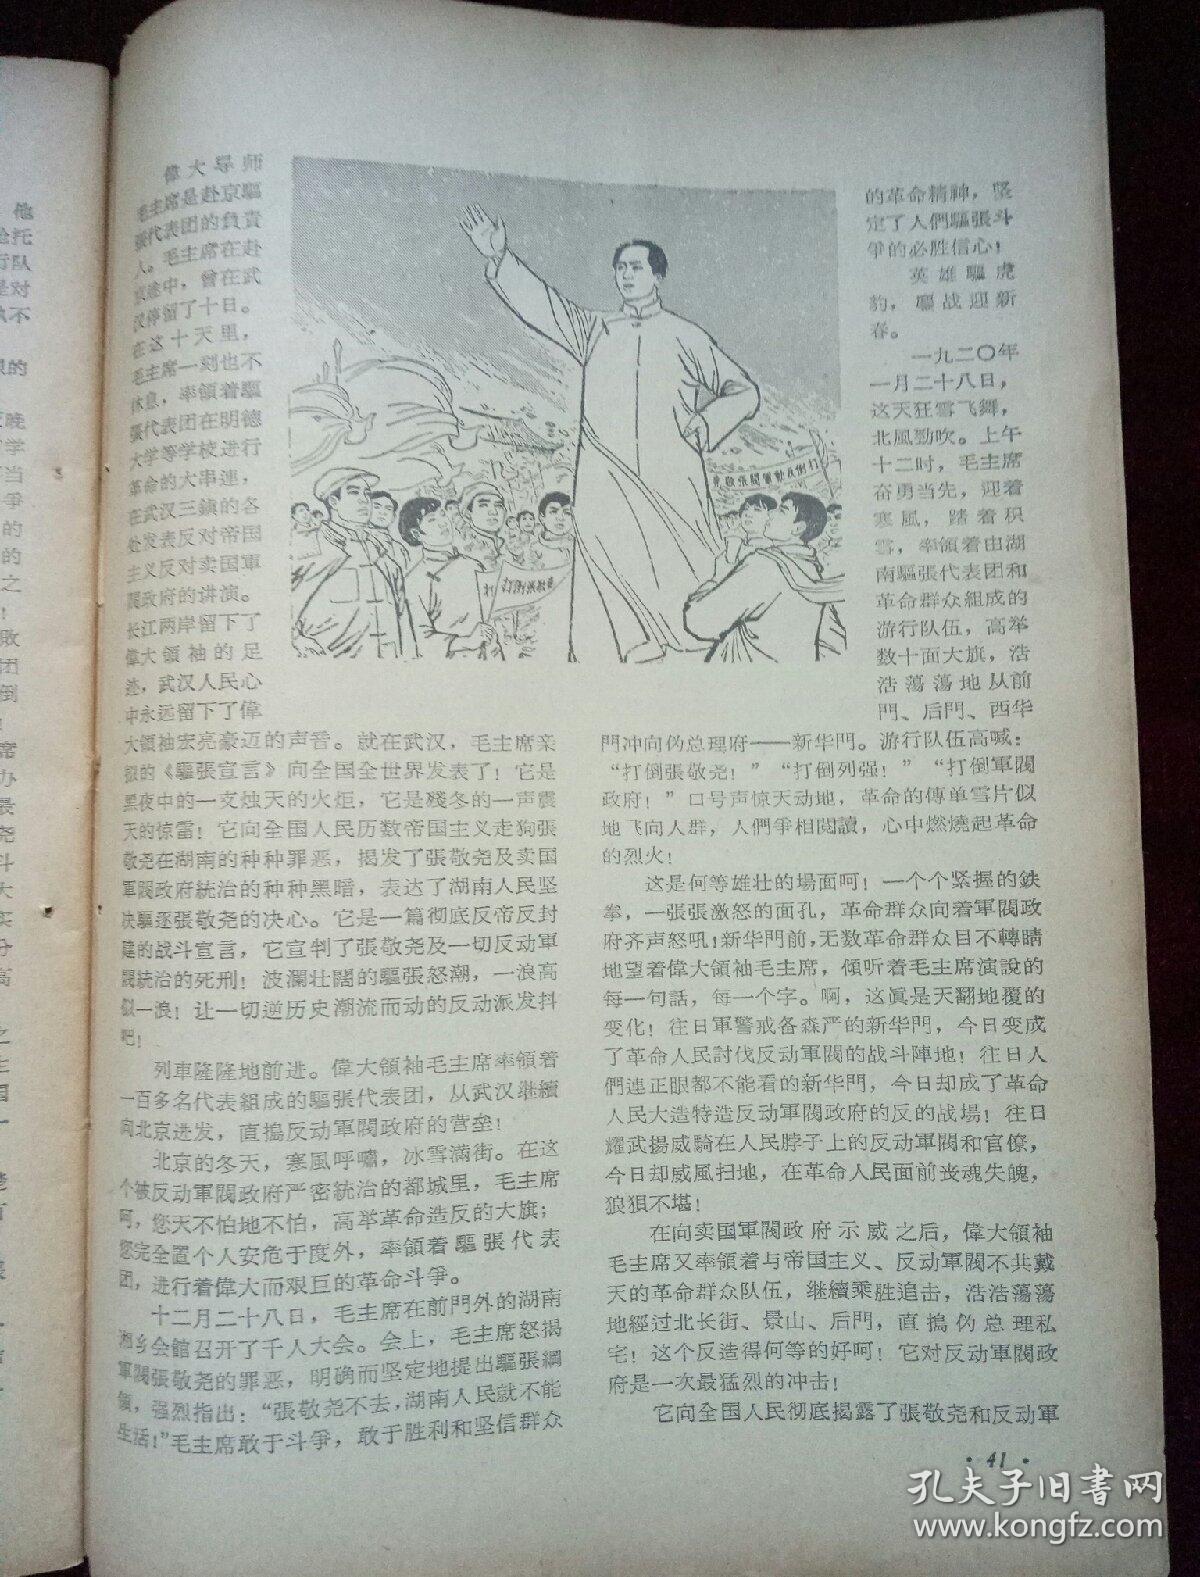 偉大导师
毛主席是赴京驅
張代表团的負責
人。毛主席在赴
京途中，曾在武
汉停留了十日。
在这十天里，
毛主席一刻也不
休息，率領着驅
張代表团在明德
大学等学校进行
革命的大串連，
在武汉三鎮的各
处发表反对帝国
主义反对卖国軍
閥政府的讲演。
长江两岸留下了
偉大領袖的足
迹，武汉人民心
中永远留下了偉
大領袖宏亮豪迈的声音。就在武汉，毛主席亲
拟的《驅張宣言》向全国全世界发表了！它是
黑夜中的一支烛天的火炬，它是殘冬的一声震
天的惊雷！它向全国人民历数帝国主义走狗張
敬尧在湖南的种种罪恶，揭发了張敬尧及卖国
軍閥政府統治的种种黑暗，表达了湖南人民坚
决驅逐張敬尧的决心。它是一篇彻底反帝反封
建的战斗宣言，它宣判了張敬尧及一切反动軍
閥統治的死刑！波瀾壮闊的驅張怒潮，一浪高
似一浪！让一切逆历史潮流而动的反动派发抖
吧！
列車隆隆地前进。偉大領袖毛主席率領着
一百多名代表組成的驅張代表团，从武汉継續
向北京进发，直搗反动軍閥政府的营垒！
北京的冬天，寒風呼嘯，冰雪滿街。在这
个被反动軍閥政府严密統治的都城里，毛主席
呵，您天不怕地不怕，高举革命造反的大旗；
您完全置个人安危于度外，率領着驅張代表
团，进行着偉大而艰巨的革命斗爭。
十二月二十八日，毛主席在前門外的湖南
湘乡会館召开了千人大会。会上，毛主席怒揭
軍閥張敬尧的罪恶，明确而坚定地提出驅張綱
領，强烈指出：“張敬尧不去，湖南人民就不能
生活！”毛主席敢于斗爭，敢于胜利和坚信群众
的革命精神，坚
定了人們驅張斗
爭的必胜信心！
英雄驅虎
豹，驅战迎新
春。
一九二〇年
一月二十八日，
这天狂雪飞舞，
北風勁吹。上午
十二时，毛主席
奋勇当先，迎着
寒風，踏着积
雪，率領着由湖
南驅張代表团和
革命群众組成的
游行队伍，高举
数十面大旗，浩
浩蕩蕩地从前
門、后門、西华
門冲向伪总理府——新华門。游行队伍高喊：
“打倒張敬尧！”“打倒列强！”“打倒軍閥
政府！”口号声惊天动地，革命的傳单雪片似
地飞向人群，人們爭相閱讀，心中燃燒起革命
的烈火！
这是何等雄壮的場面呵！一个个紧握的鉄
拳，一張張激怒的面孔，革命群众向着軍閥政
府齐声怒吼！新华門前，无数革命群众目不轉睛
地望着偉大領袖毛主席，傾听着毛主席演說的
每一句話，每一个字。啊，这眞是天翻地覆的
变化！往日軍警戒备森严的新华門，今日变成
了革命人民討伐反动軍閥的战斗陣地！往日人
們連正眼都不能看的新华門，今日却成了革命
人民大造特造反动軍閥政府的反的战場！往日
耀武揚威騎在人民脖子上的反动軍閥和官僚，
今日却威風扫地，在革命人民面前丧魂失魄，
狼狽不堪！
在向卖国軍閥政府示威之后，偉大領袖
毛主席又率領着与帝国主义、反动軍閥不共戴
天的革命群众队伍，继續乘胜追击，浩浩蕩蕩
地經过北长街、景山、后門，直搗伪总理私
宅！这个反造得何等的好呵！它对反动軍閥政
府是一次最猛烈的冲击！
它向全国人民彻底揭露了張敬尧和反动軍
·41·
孔夫子旧书网
www.kongfz.com